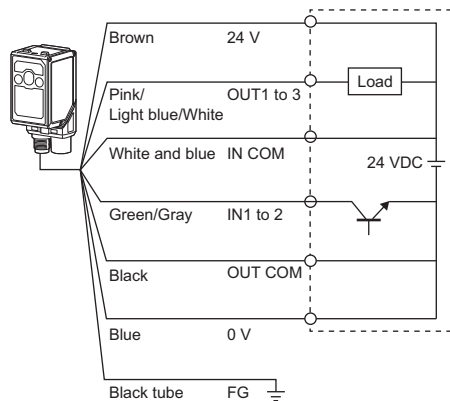 Brown 24 V
Pink/
Light blue/White OUT1 to 3
Load
White and blue IN COM
24 VDC
Green/Gray IN1 to 2
Black OUT COM
Blue 0 V
Black tube FG